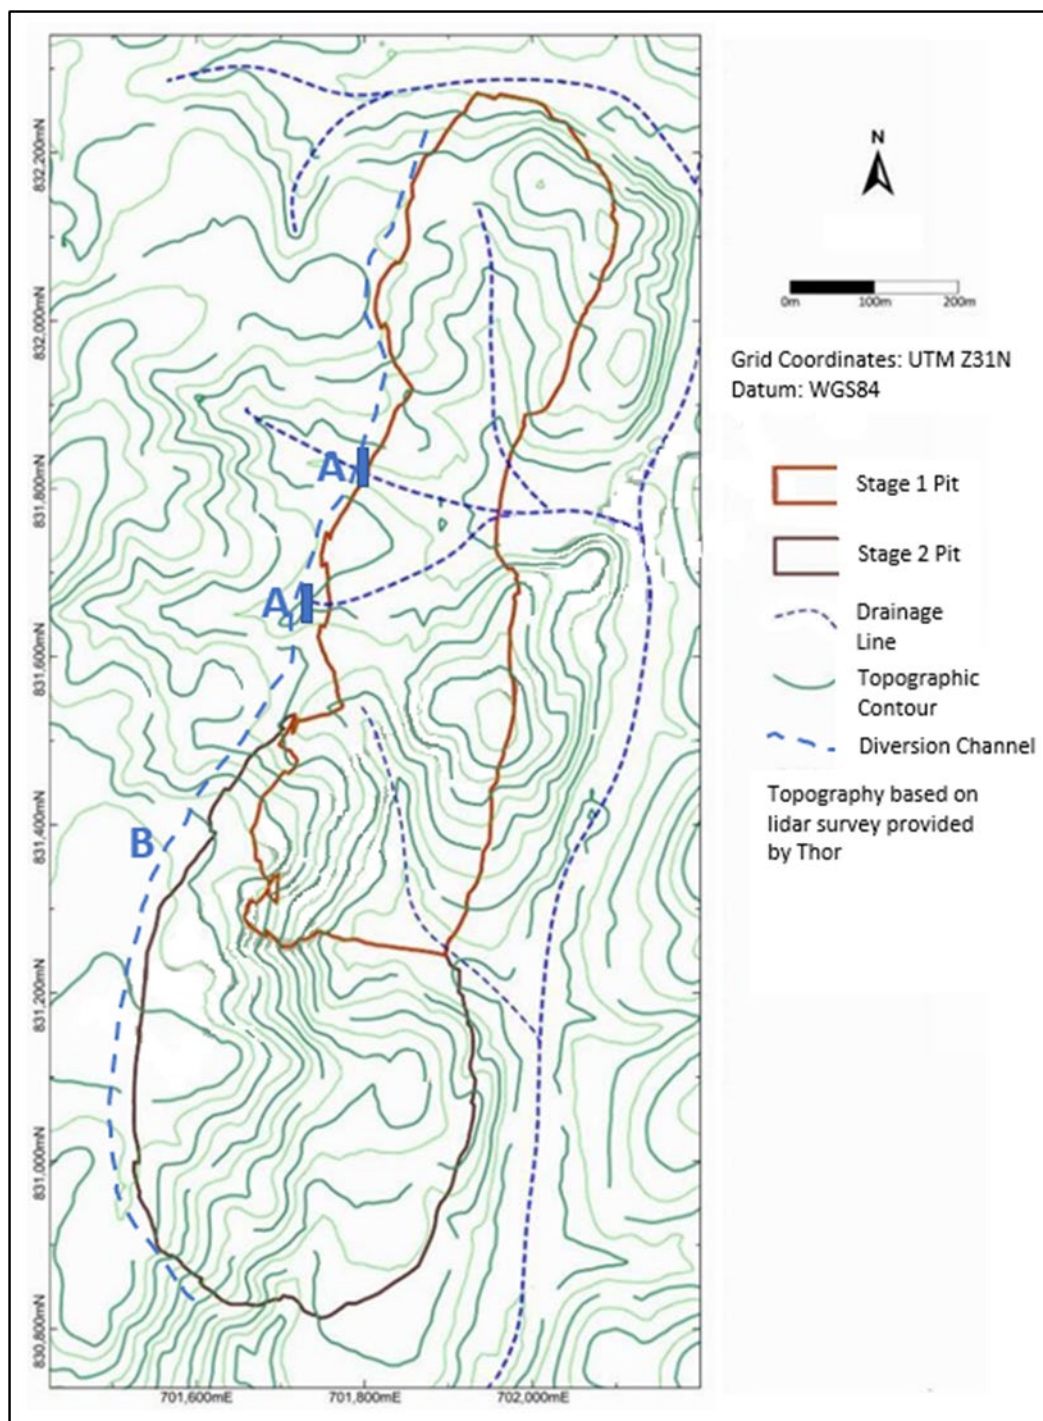 N
0m 100m 200m
Grid Coordinates: UTM Z31N
Datum: WGS84
Stage 1 Pit
Stage 2 Pit
Drainage
Line
Topographic
Contour
Diversion Channel
Topography based on
lidar survey provided
by Thor
832,200mN
832,000mN
831,800mN
831,600mN
831,400mN
831,200mN
831,000mN
830,800mN
A
A
B
701,600mE 701,800mE 702,000mE